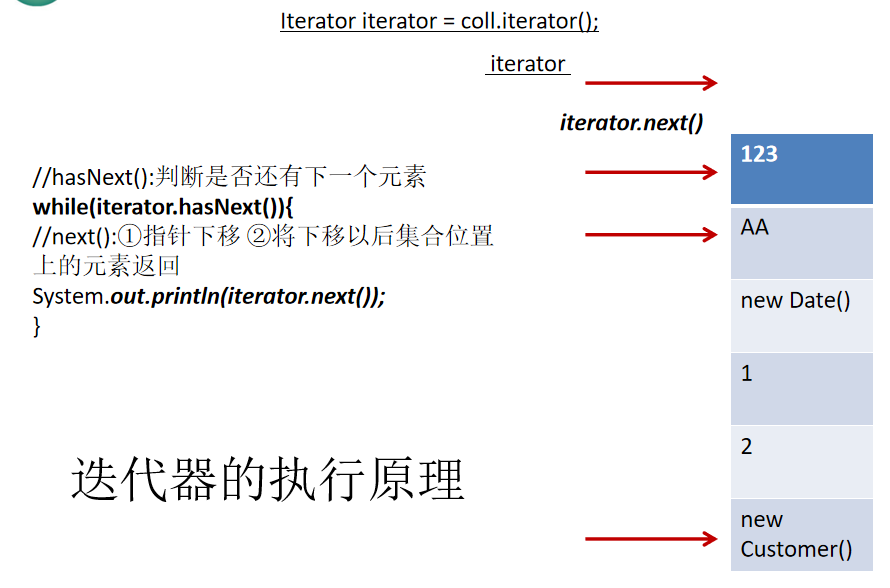 Iterator iterator = coll.iterator();
iterator
iterator.next()
//hasNext():判断是否还有下一个元素
while(iterator.hasNext()){
//next():①指针下移 ②将下移以后集合位置
上的元素返回
System.out.println(iterator.next());
}
迭代器的执行原理
123
AA
new Date()
1
2
new
Customer()